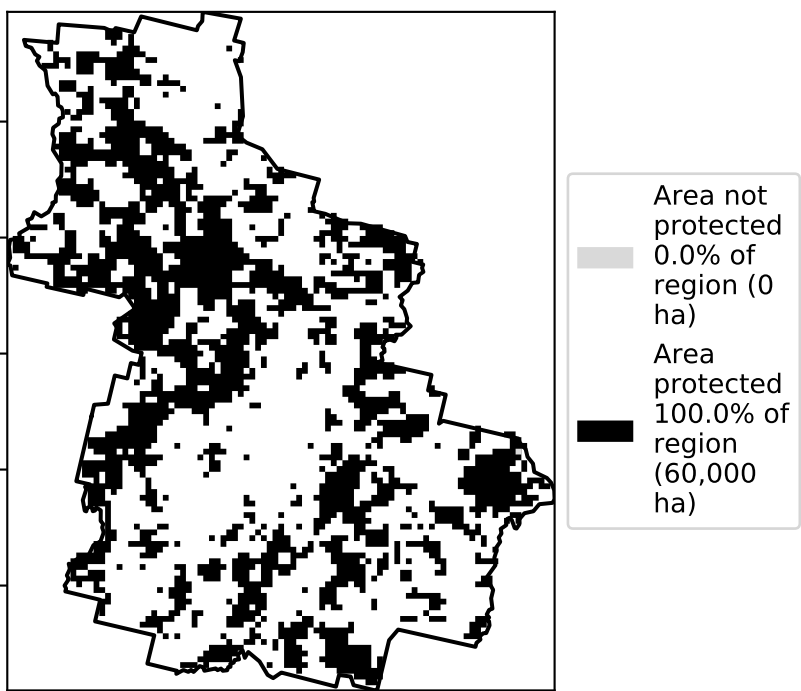 Area not
protected
0.0% of
region (0
ha)
Area
protected
100.0% of
region
(60,000
ha)